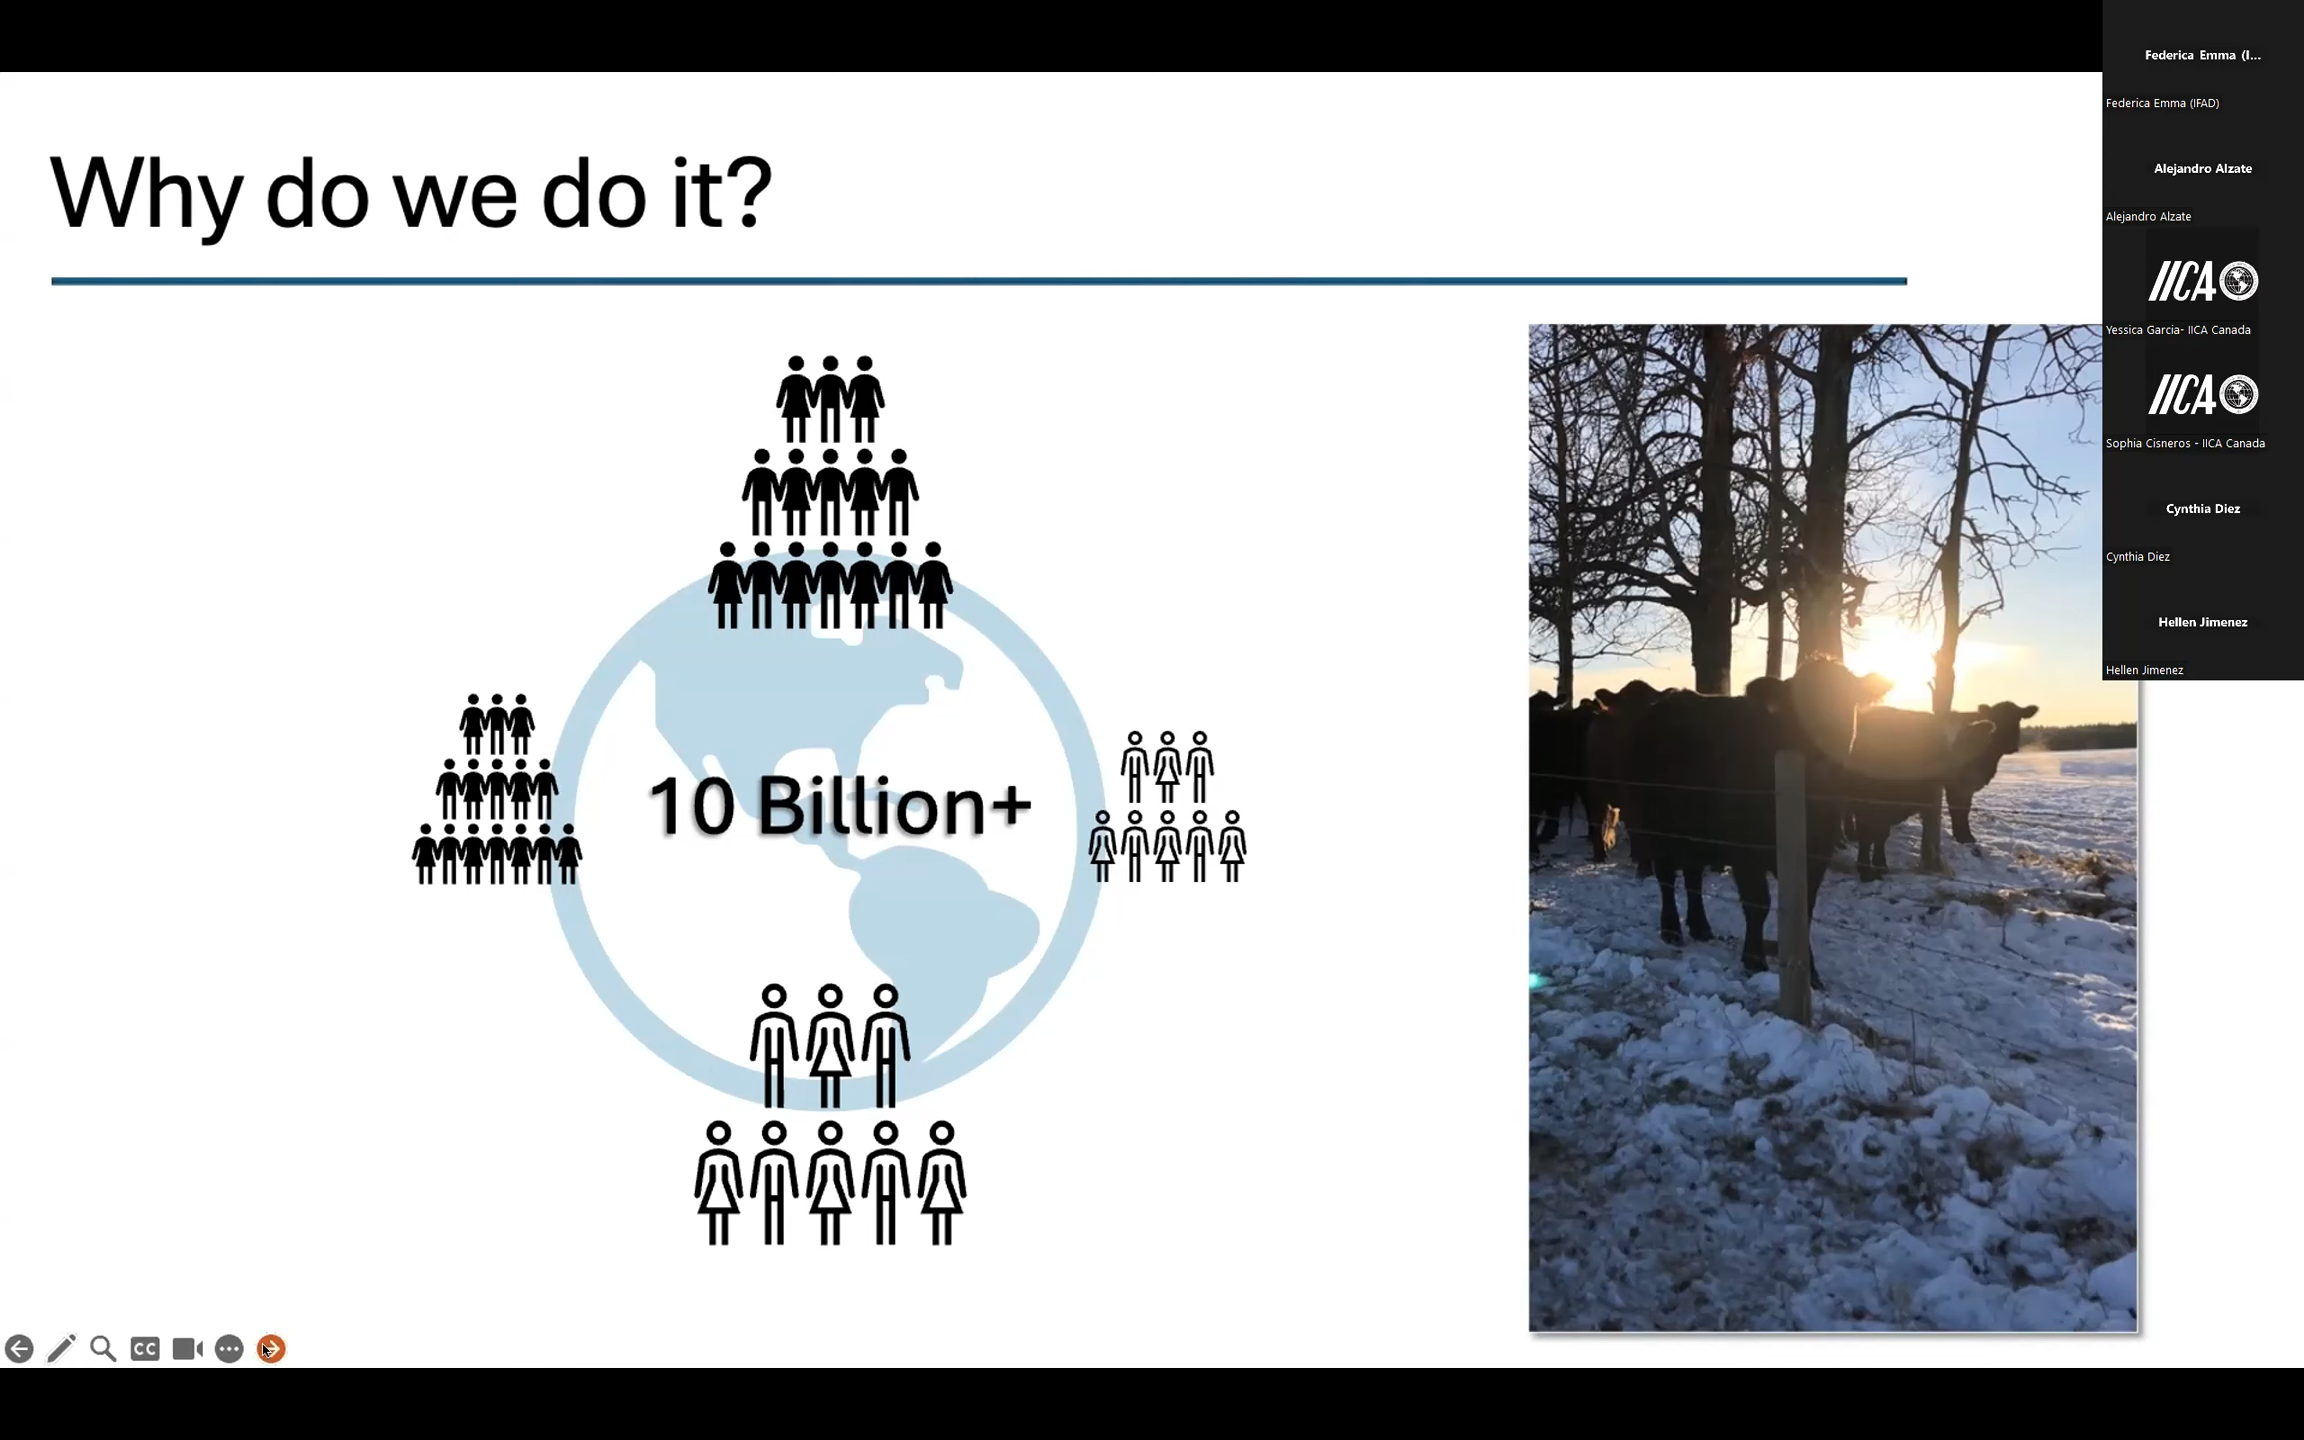 Why do we do it?
10 Billion+
CC
Federica Emma (I...
Federica Emma (IFAD)
Alejandro Alzate
Alejandro Alzate
IICA
Yessica Garcia- IICA Canada
IICA
Sophia Cisneros - IICA Canada
Cynthia Diez
Cynthia Diez
Hellen Jimenez
Hellen Jimenez